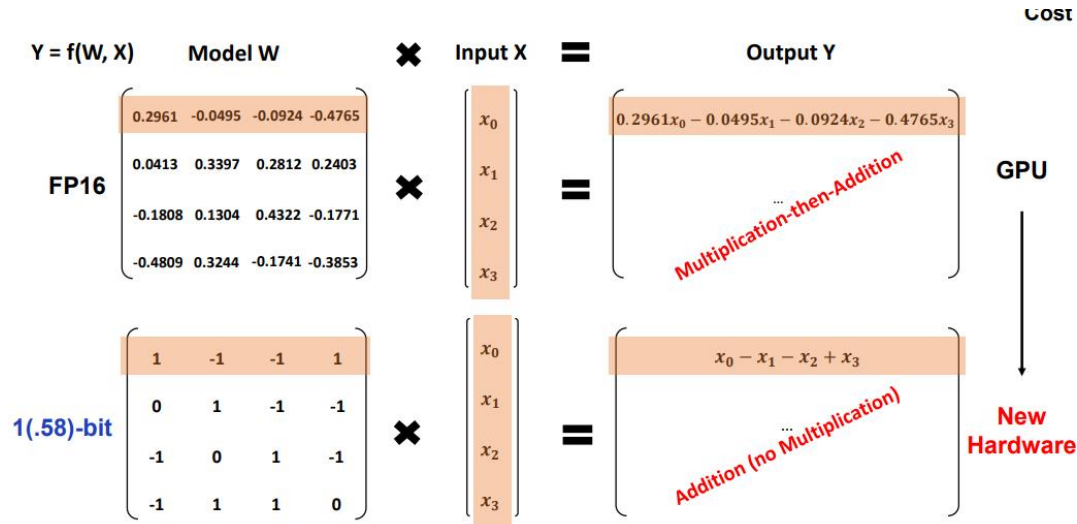 Cost
Y = f(W, X) Model W ✖ Input X = Output Y
0.2961 -0.0495 -0.0924 -0.4765
0.0413 0.3397 0.2812 0.2403
-0.1808 0.1304 0.4322 -0.1771
-0.4809 0.3244 -0.1741 -0.3853
FP16
✖
x₀
x₁
x₂
x₃
=
0.2961x₀ − 0.0495x₁ − 0.0924x₂ − 0.4765x₃
...
Multiplication-then-Addition
GPU
1 -1 -1 1
0 1 -1 -1
-1 0 1 -1
-1 1 1 0
1(.58)-bit
✖
x₀
x₁
x₂
x₃
=
x₀ − x₁ − x₂ + x₃
...
Addition (no Multiplication)
New
Hardware